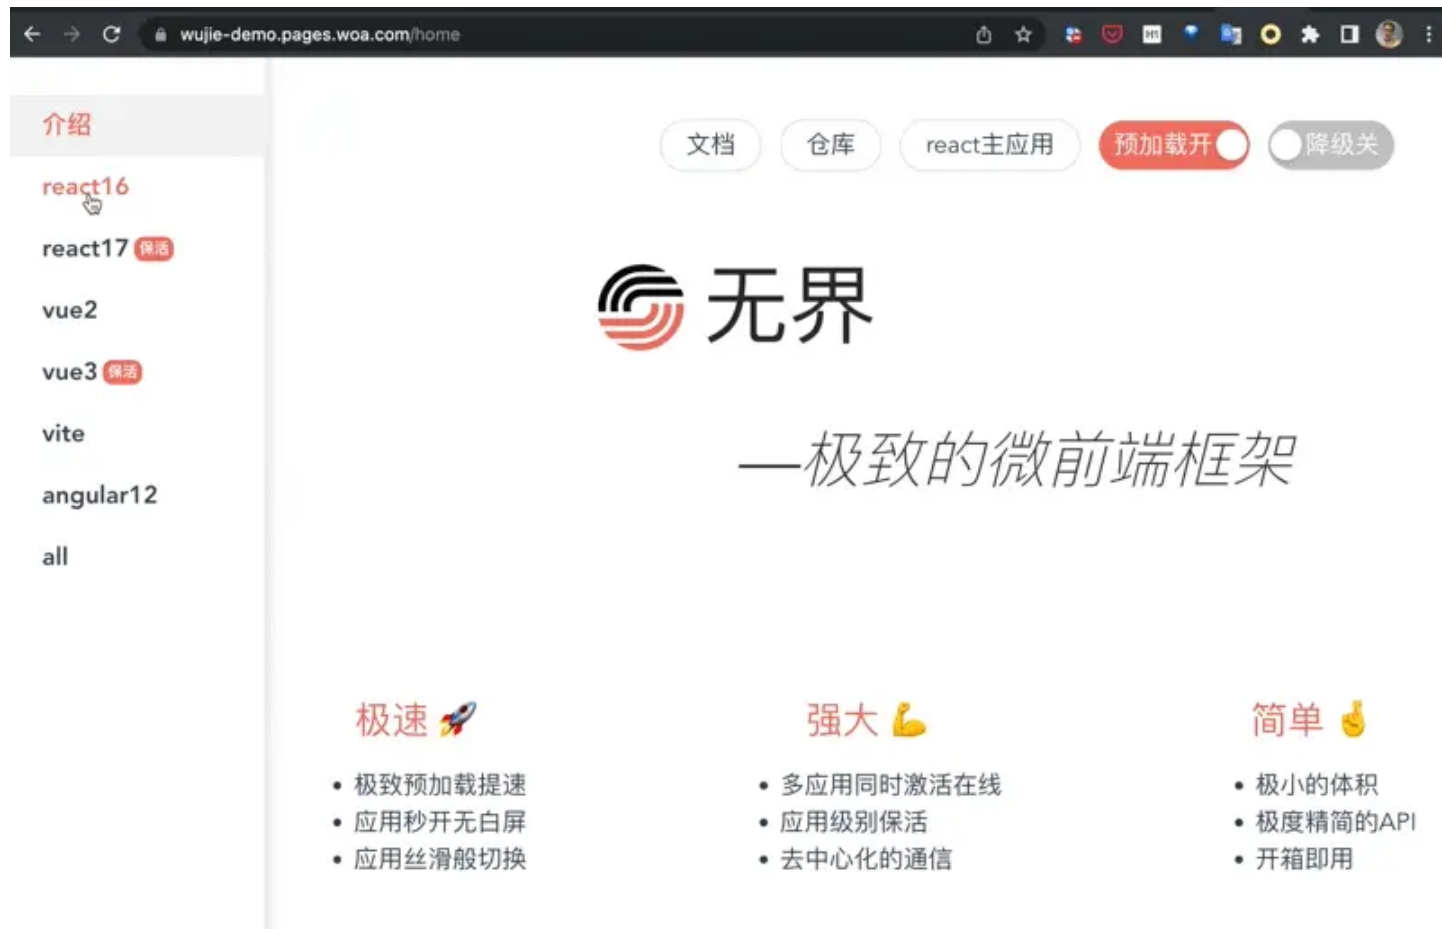 wujie-demo.pages.woa.com/home
介绍
react16
react17 保活
vue2
vue3 保活
vite
angular12
all
文档 仓库 react主应用 预加载开 降级关
无界
—极致的微前端框架
极速
• 极致预加载提速
• 应用秒开无白屏
• 应用丝滑般切换
强大
• 多应用同时激活在线
• 应用级别保活
• 去中心化的通信
简单
• 极小的体积
• 极度精简的API
• 开箱即用